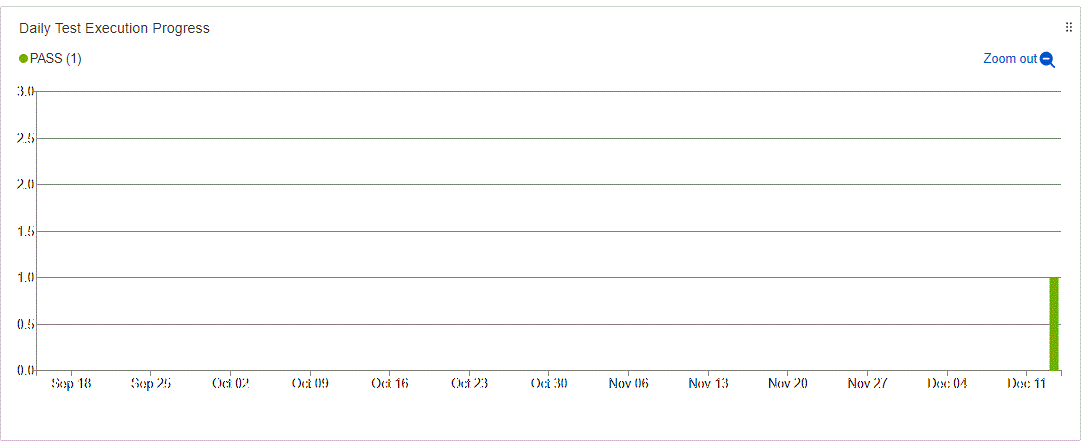 Daily Test Execution Progress
PASS (1)
Zoom out
3.0
2.5
2.0
1.5
1.0
0.5
0.0
Sep 18 Sep 25 Oct 02 Oct 09 Oct 16 Oct 23 Oct 30 Nov 06 Nov 13 Nov 20 Nov 27 Dec 04 Dec 11